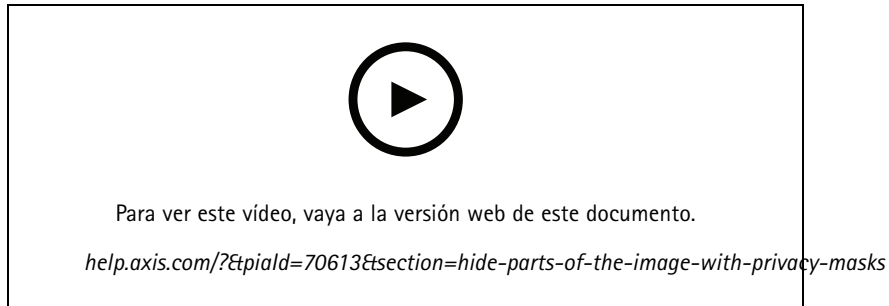 Para ver este vídeo, vaya a la versión web de este documento.
help.axis.com/?&piaId=70613&section=hide-parts-of-the-image-with-privacy-masks